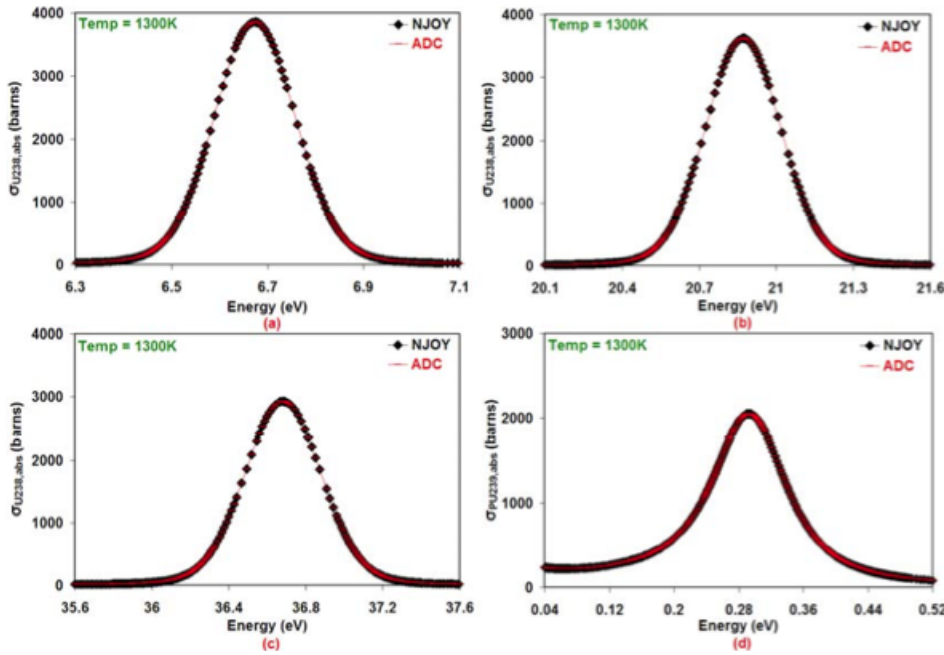 Temp = 1300K
NJOY
ADC
σU238,abs (barns)
4000
3000
2000
1000
0
6.3
6.5
6.7
6.9
7.1
Energy (eV)
(a)
Temp = 1300K
NJOY
ADC
σU238,abs (barns)
4000
3000
2000
1000
0
20.1
20.4
20.7
21
21.3
21.6
Energy (eV)
(b)
Temp = 1300K
NJOY
ADC
σU238,abs (barns)
4000
3000
2000
1000
0
35.6
36
36.4
36.8
37.2
37.6
Energy (eV)
(c)
Temp = 1300K
NJOY
ADC
σPU239,abs (barns)
3000
2000
1000
0
0.04
0.12
0.2
0.28
0.36
0.44
0.52
Energy (eV)
(d)